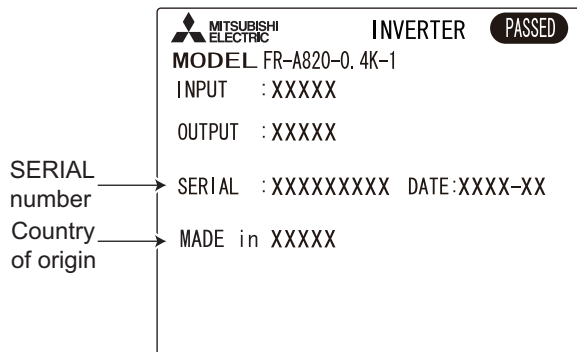 MITSUBISHI
ELECTRIC
INVERTER PASSED
MODEL FR-A820-0.4K-1
INPUT :XXXXX
OUTPUT :XXXXX
SERIAL
number
SERIAL :XXXXXXXXX DATE:XXXX-XX
Country
of origin
MADE in XXXXX